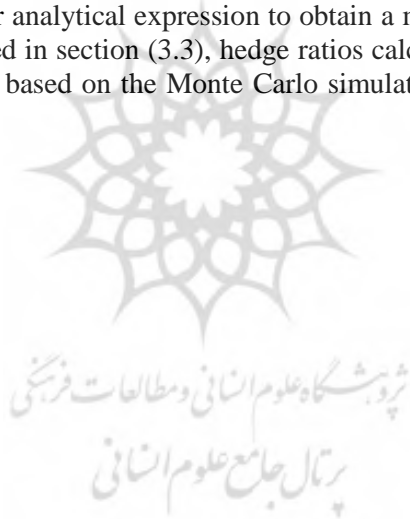 r analytical expression to obtain a r
ed in section (3.3), hedge ratios calc
based on the Monte Carlo simulat
پژوهشگاه علوم انسانی و مطالعات فرهنگی
پرتال جامع علوم انسانی